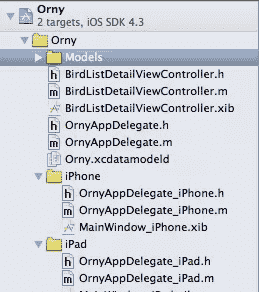 Orny
2 targets, iOS SDK 4.3
Orny
Models
h BirdListDetailViewController.h
m BirdListDetailViewController.m
BirdListDetailViewController.xib
h OrnyAppDelegate.h
m OrnyAppDelegate.m
Orny.xcdatamodeld
iPhone
h OrnyAppDelegate_iPhone.h
m OrnyAppDelegate_iPhone.m
MainWindow_iPhone.xib
iPad
h OrnyAppDelegate_iPad.h
m OrnyAppDelegate_iPad.m